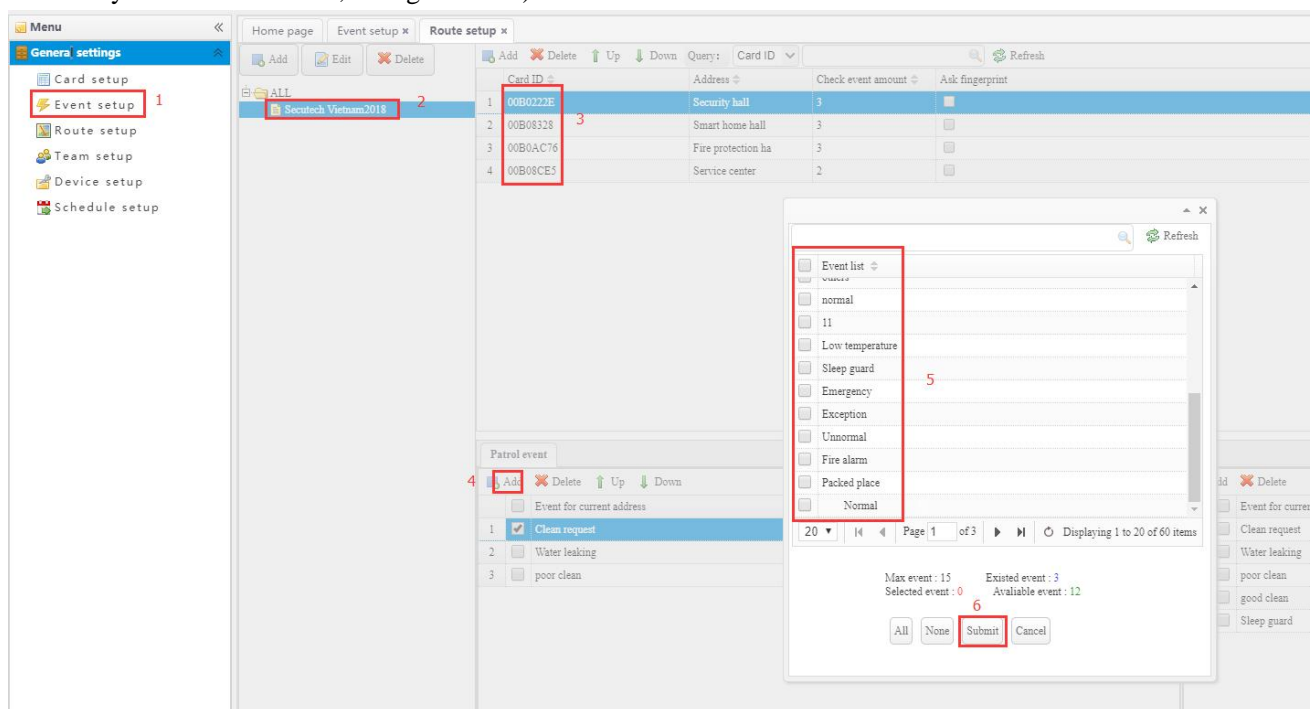 Menu
General settings
Card setup
Event setup
1
Route setup
Team setup
Device setup
Schedule setup
Home page
Event setup
Route setup
Add
Edit
Delete
ALL
Secutech Vietnam2018
2
Add Delete Up Down Query: Card ID Refresh
Card ID Address Check event amount Ask fingerprint
1 00B0222E Security hall 3
2 00B08328 Smart home hall 3
3
3 00B0AC76 Fire protection ha 3
4 00B08CE5 Service center 2
Patrol event
4
Add Delete Up Down
Event for current address
1 Clean request
2 Water leaking
3 poor clean
Refresh
Event list
others
normal
11
Low temperature
Sleep guard
5
Emergency
Exception
Unnormal
Fire alarm
Packed place
Normal
20 Page 1 of 3 Displaying 1 to 20 of 60 items
Max event : 15 Existed event : 3
Selected event : 0 Avaliable event : 12
6
All None Submit Cancel
dd Delete
Event for curren
Clean request
Water leaking
poor clean
good clean
Sleep guard